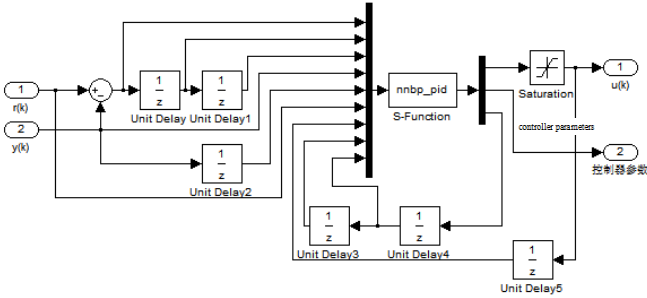 1
r(k)
2
y(k)
+
-
1
z
Unit Delay
1
z
Unit Delay1
1
z
Unit Delay2
nnbp_pid
S-Function
Saturation
1
u(k)
controller parameters
2
控制器参数
1
z
Unit Delay3
1
z
Unit Delay4
1
z
Unit Delay5